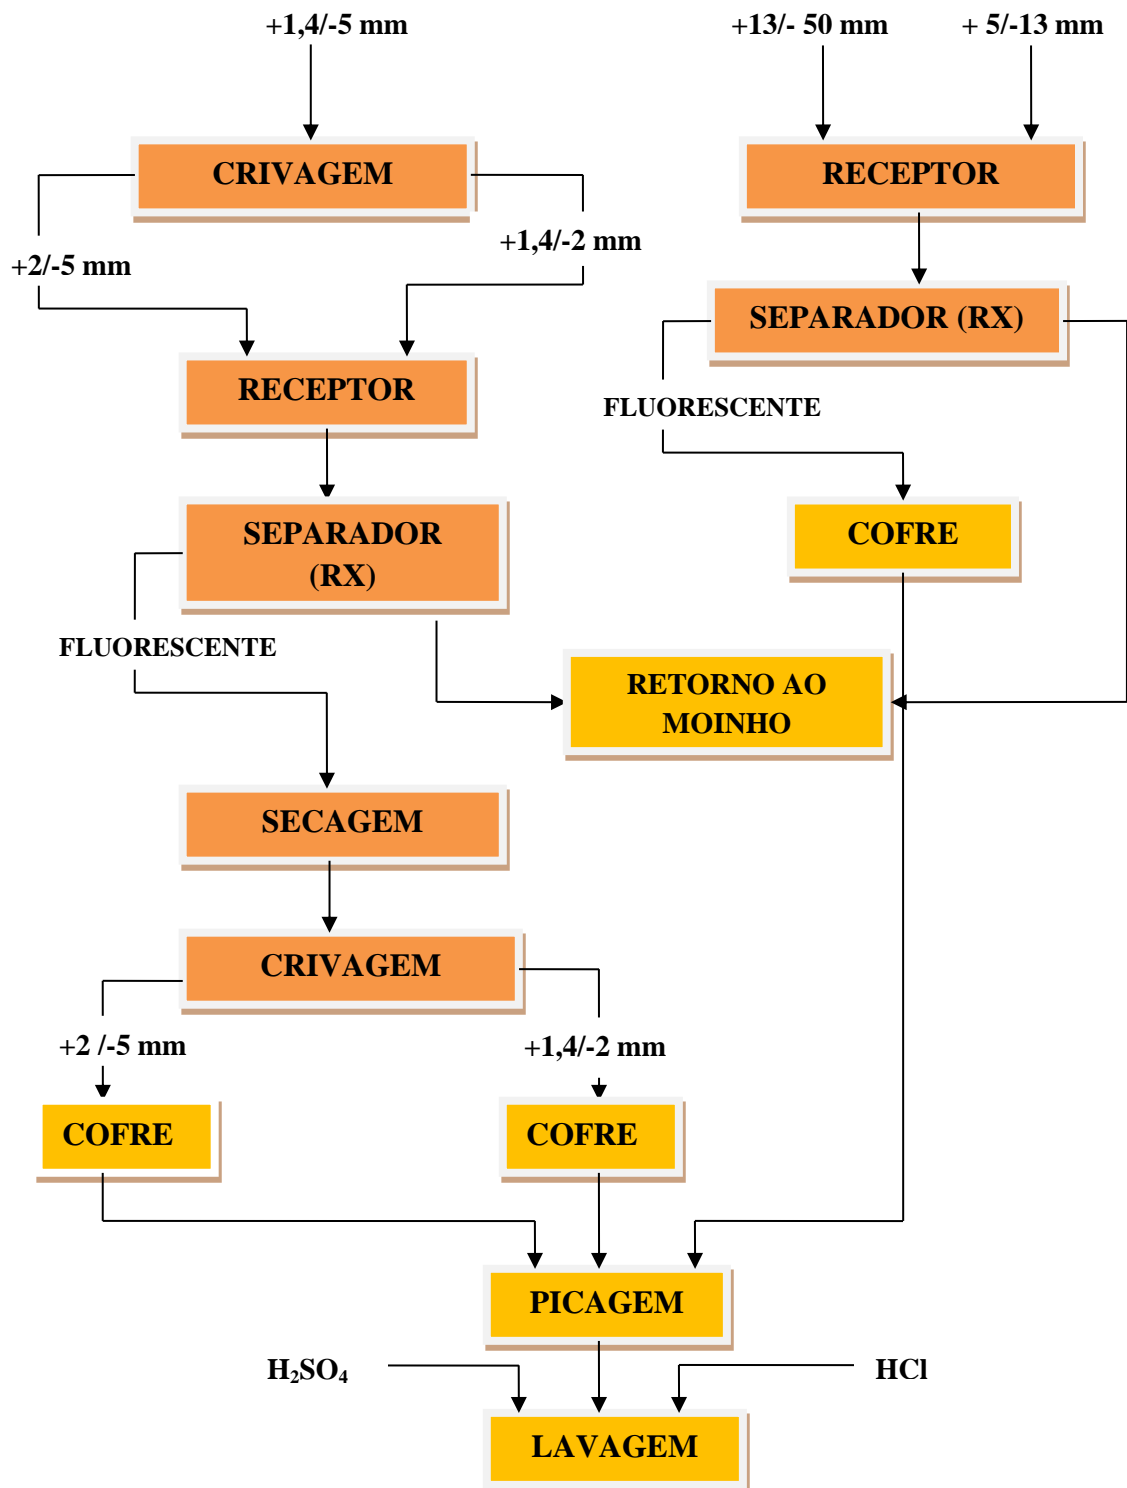 +1,4/-5 mm
+13/- 50 mm
+ 5/-13 mm
CRIVAGEM
RECEPTOR
+2/-5 mm
+1,4/-2 mm
SEPARADOR (RX)
RECEPTOR
FLUORESCENTE
SEPARADOR
(RX)
COFRE
FLUORESCENTE
RETORNO AO
MOINHO
SECAGEM
CRIVAGEM
+2 /-5 mm
+1,4/-2 mm
COFRE
COFRE
PICAGEM
H₂SO₄
HCl
LAVAGEM